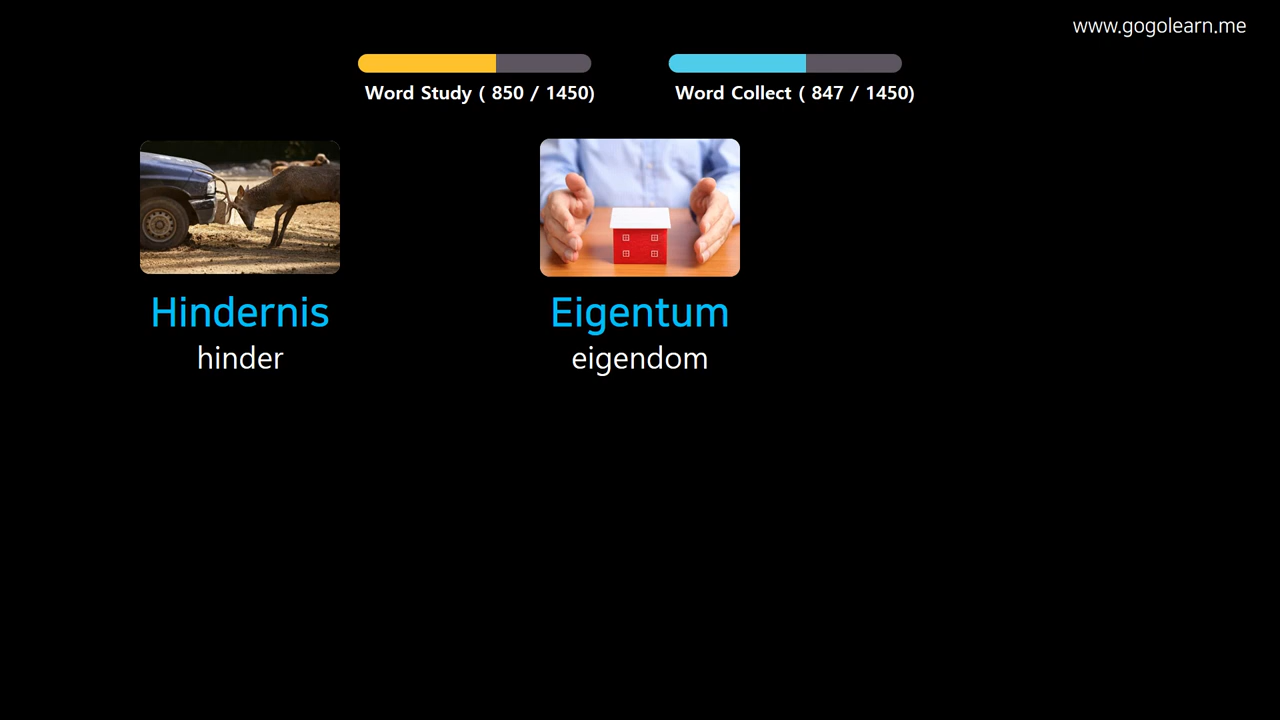 www.gogolearn.me
Word Study ( 850 / 1450)
Word Collect ( 847 / 1450)
Hindernis
hinder
Eigentum
eigendom